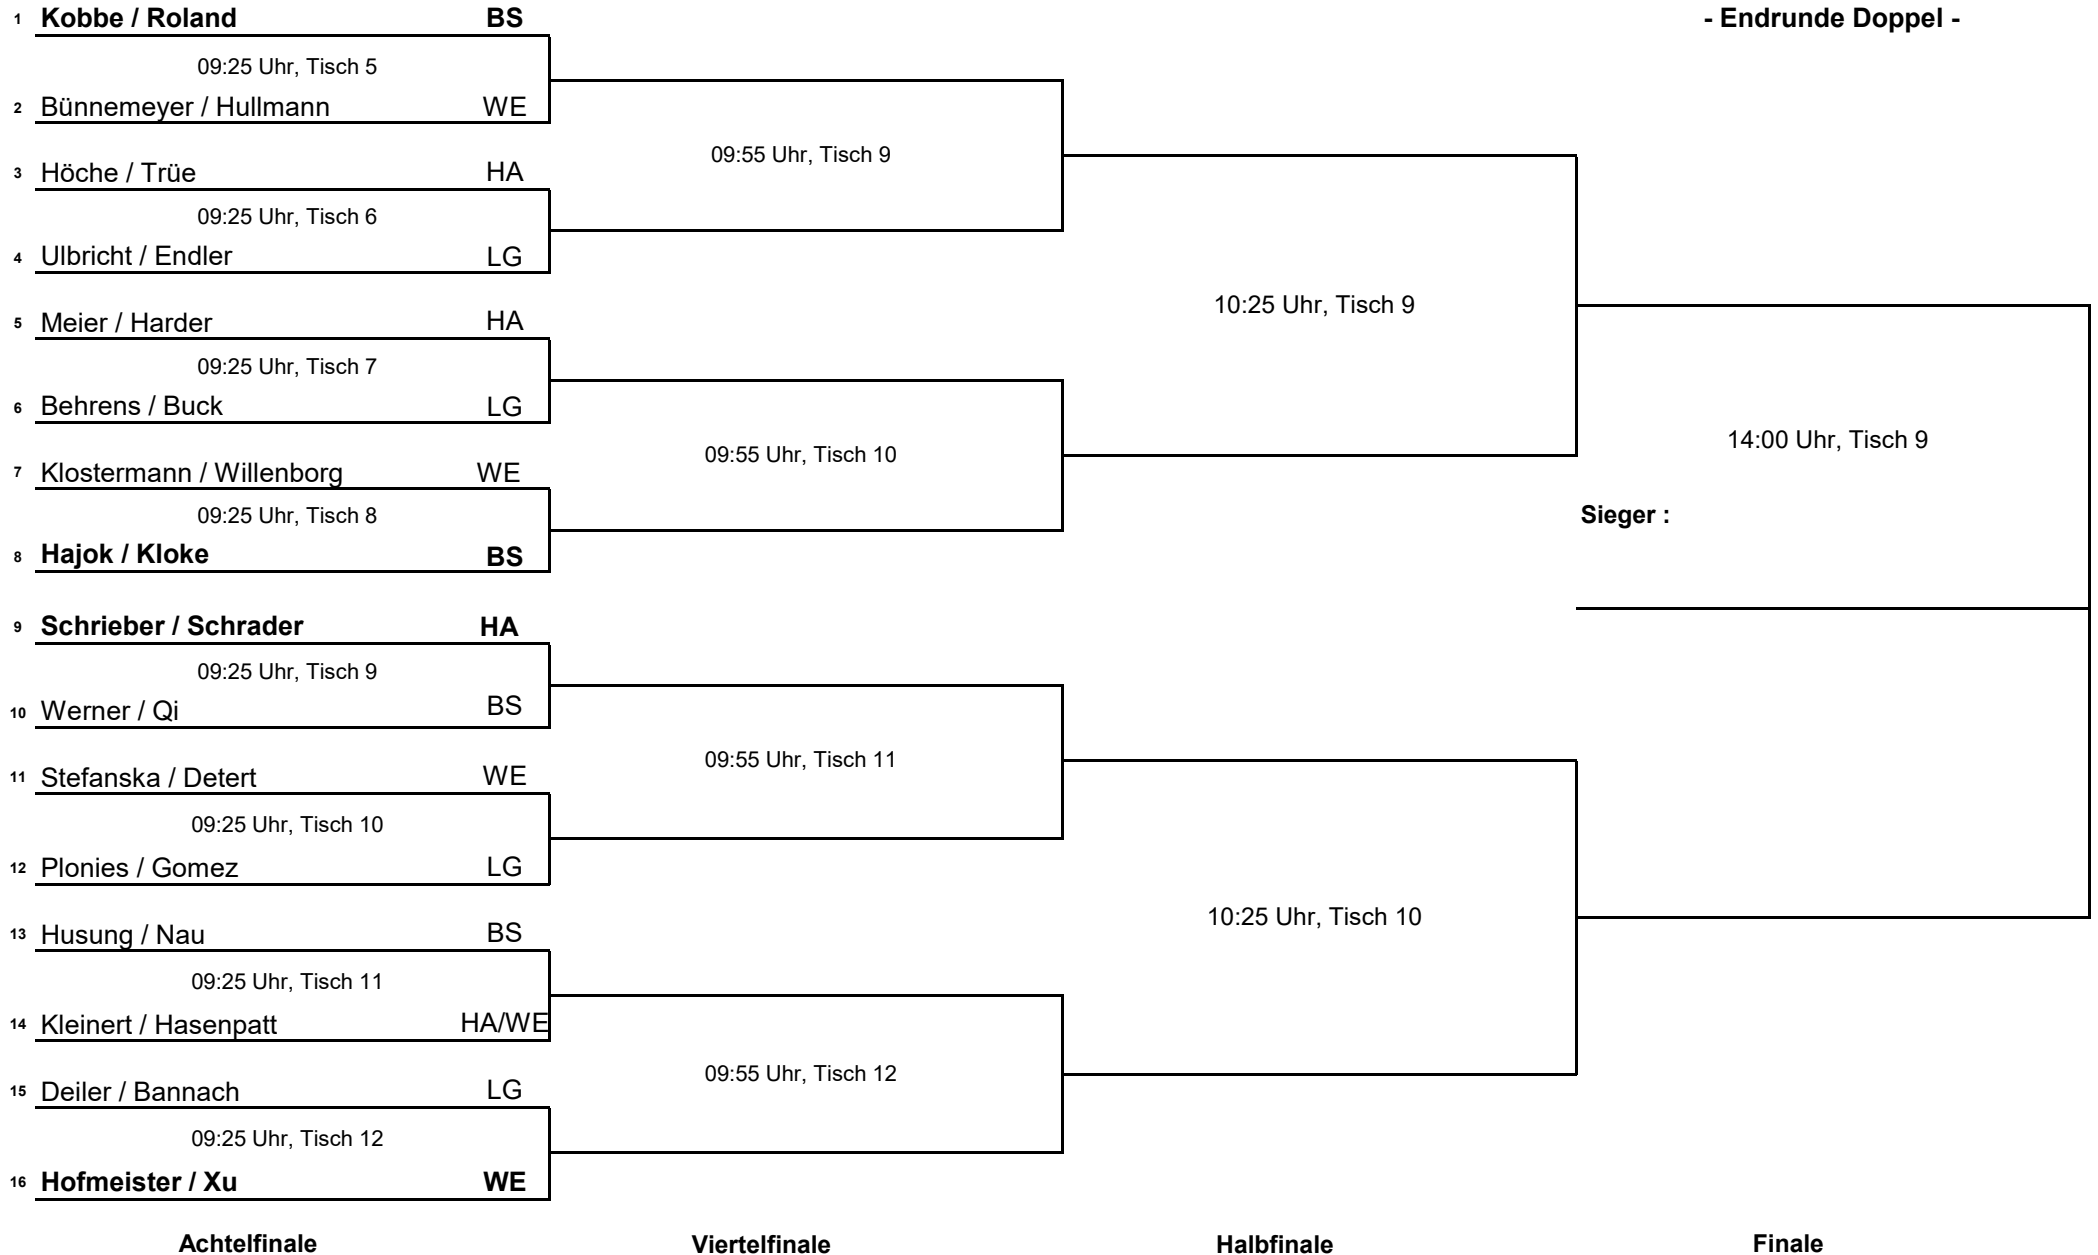 - Endrunde Doppel -
1 Kobbe / Roland BS
09:25 Uhr, Tisch 5
2 Bünnemeyer / Hullmann WE
3 Höche / Trüe HA
09:25 Uhr, Tisch 6
4 Ulbricht / Endler LG
5 Meier / Harder HA
09:25 Uhr, Tisch 7
6 Behrens / Buck LG
7 Klostermann / Willenborg WE
09:25 Uhr, Tisch 8
8 Hajok / Kloke BS
9 Schrieber / Schrader HA
09:25 Uhr, Tisch 9
10 Werner / Qi BS
11 Stefanska / Detert WE
09:25 Uhr, Tisch 10
12 Plonies / Gomez LG
13 Husung / Nau BS
09:25 Uhr, Tisch 11
14 Kleinert / Hasenpatt HA/WE
15 Deiler / Bannach LG
09:25 Uhr, Tisch 12
16 Hofmeister / Xu WE
09:55 Uhr, Tisch 9
09:55 Uhr, Tisch 10
09:55 Uhr, Tisch 11
09:55 Uhr, Tisch 12
10:25 Uhr, Tisch 9
10:25 Uhr, Tisch 10
14:00 Uhr, Tisch 9
Sieger :
Achtelfinale Viertelfinale Halbfinale Finale